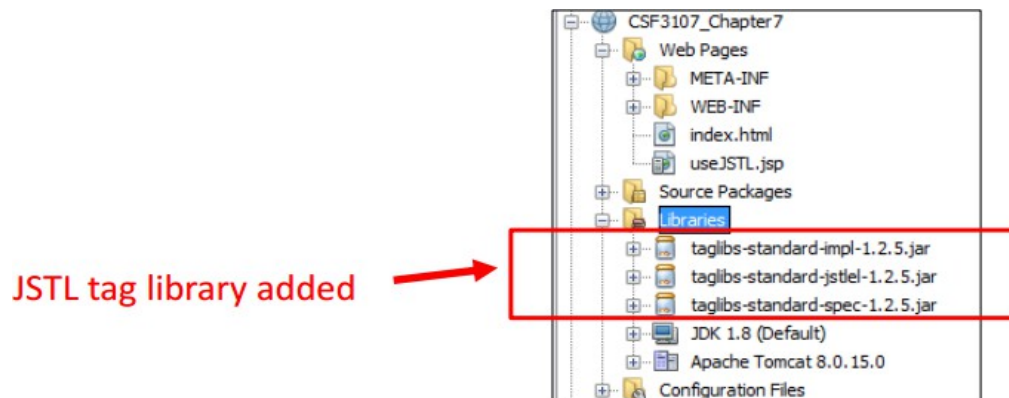 CSF3107_Chapter7
Web Pages
META-INF
WEB-INF
index.html
useJSTL.jsp
Source Packages
Libraries
taglibs-standard-impl-1.2.5.jar
JSTL tag library added
taglibs-standard-jstlel-1.2.5.jar
taglibs-standard-spec-1.2.5.jar
JDK 1.8 (Default)
Apache Tomcat 8.0.15.0
Configuration Files